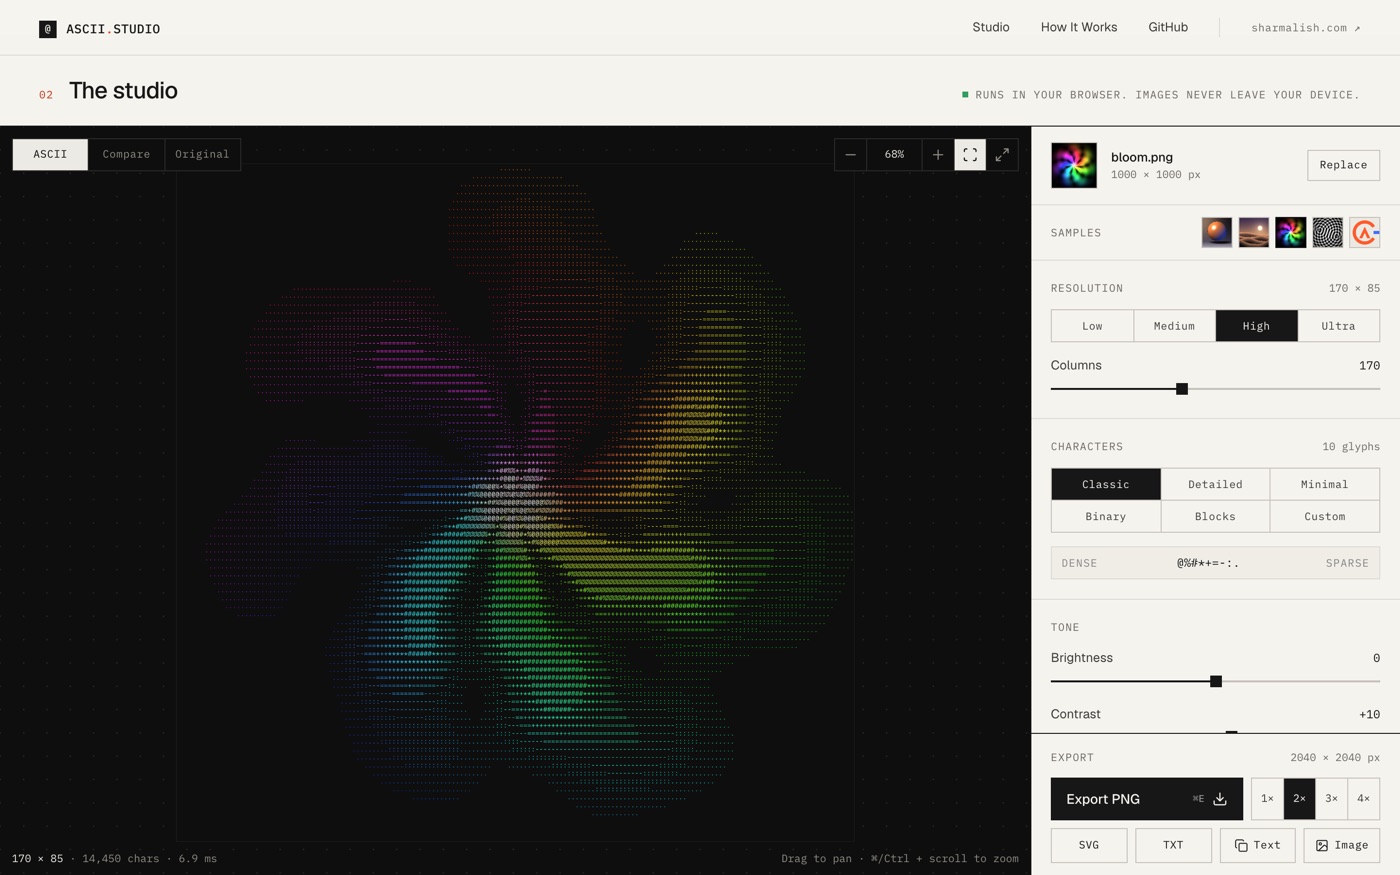 @ ASCII.STUDIO
Studio How It Works GitHub sharmalish.com ↗
02 The studio
RUNS IN YOUR BROWSER. IMAGES NEVER LEAVE YOUR DEVICE.
ASCII Compare Original
68%
bloom.png
1000 × 1000 px
Replace
SAMPLES
RESOLUTION 170 × 85
Low Medium High Ultra
Columns 170
CHARACTERS 10 glyphs
Classic Detailed Minimal
Binary Blocks Custom
DENSE @%#*+=-:. SPARSE
TONE
Brightness 0
Contrast +10
EXPORT 2040 × 2040 px
Export PNG ⌘E 1× 2× 3× 4×
SVG TXT Text Image
170 × 85 · 14,450 chars · 6.9 ms
Drag to pan · ⌘/Ctrl + scroll to zoom